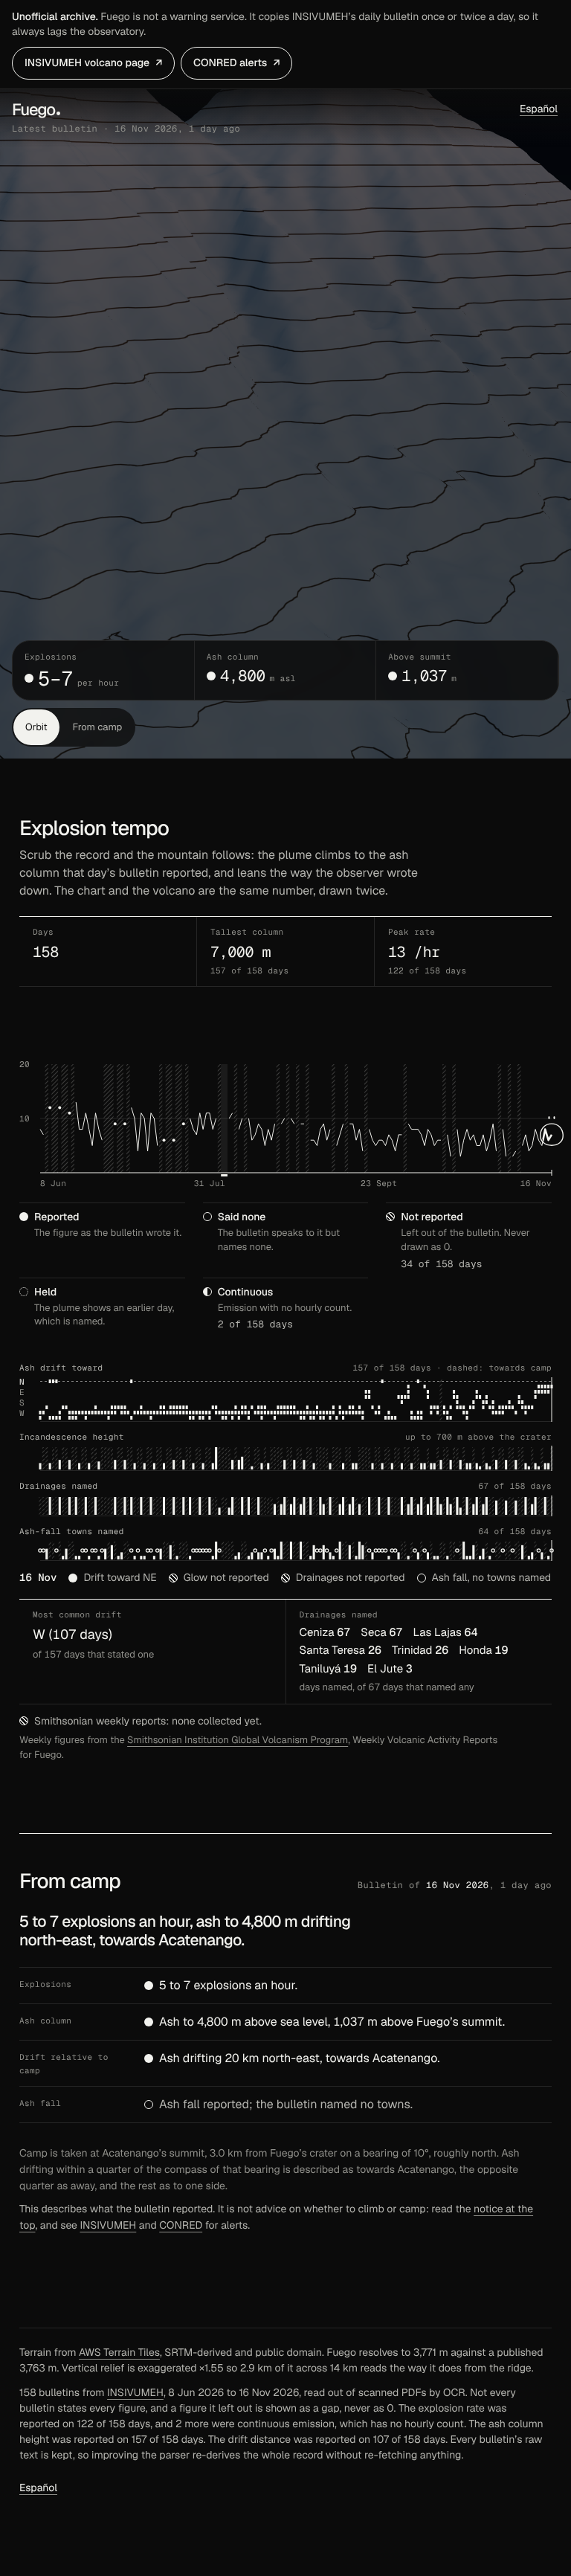 Unofficial archive. Fuego is not a warning service. It copies INSIVUMEH's daily bulletin once or twice a day, so it
always lags the observatory.
INSIVUMEH volcano page ↗ CONRED alerts ↗
Fuego. Español
Latest bulletin · 16 Nov 2026, 1 day ago
Explosions Ash column Above summit
5–7 per hour 4,800 m asl 1,037 m
Orbit From camp
Explosion tempo
Scrub the record and the mountain follows: the plume climbs to the ash
column that day's bulletin reported, and leans the way the observer wrote
down. The chart and the volcano are the same number, drawn twice.
Days Tallest column Peak rate
158 7,000 m 13 /hr
157 of 158 days 122 of 158 days
20
10
8 Jun 31 Jul 23 Sept 16 Nov
Reported Said none Not reported
The figure as the bulletin wrote it. The bulletin speaks to it but Left out of the bulletin. Never
names none. drawn as 0.
34 of 158 days
Held Continuous
The plume shows an earlier day, Emission with no hourly count.
which is named. 2 of 158 days
Ash drift toward 157 of 158 days · dashed: towards camp
N
E
S
W
Incandescence height up to 700 m above the crater
Drainages named 67 of 158 days
Ash-fall towns named 64 of 158 days
16 Nov Drift toward NE Glow not reported Drainages not reported Ash fall, no towns named
Most common drift Drainages named
W (107 days) Ceniza 67 Seca 67 Las Lajas 64
of 157 days that stated one Santa Teresa 26 Trinidad 26 Honda 19
Taniluyá 19 El Jute 3
days named, of 67 days that named any
Smithsonian weekly reports: none collected yet.
Weekly figures from the Smithsonian Institution Global Volcanism Program, Weekly Volcanic Activity Reports
for Fuego.
From camp Bulletin of 16 Nov 2026, 1 day ago
5 to 7 explosions an hour, ash to 4,800 m drifting
north-east, towards Acatenango.
Explosions 5 to 7 explosions an hour.
Ash column Ash to 4,800 m above sea level, 1,037 m above Fuego's summit.
Drift relative to Ash drifting 20 km north-east, towards Acatenango.
camp
Ash fall Ash fall reported; the bulletin named no towns.
Camp is taken at Acatenango's summit, 3.0 km from Fuego's crater on a bearing of 10°, roughly north. Ash
drifting within a quarter of the compass of that bearing is described as towards Acatenango, the opposite
quarter as away, and the rest as to one side.
This describes what the bulletin reported. It is not advice on whether to climb or camp: read the notice at the
top, and see INSIVUMEH and CONRED for alerts.
Terrain from AWS Terrain Tiles, SRTM-derived and public domain. Fuego resolves to 3,771 m against a published
3,763 m. Vertical relief is exaggerated ×1.55 so 2.9 km of it across 14 km reads the way it does from the ridge.
158 bulletins from INSIVUMEH, 8 Jun 2026 to 16 Nov 2026, read out of scanned PDFs by OCR. Not every
bulletin states every figure, and a figure it left out is shown as a gap, never as 0. The explosion rate was
reported on 122 of 158 days, and 2 more were continuous emission, which has no hourly count. The ash column
height was reported on 157 of 158 days. The drift distance was reported on 107 of 158 days. Every bulletin's raw
text is kept, so improving the parser re-derives the whole record without re-fetching anything.
Español